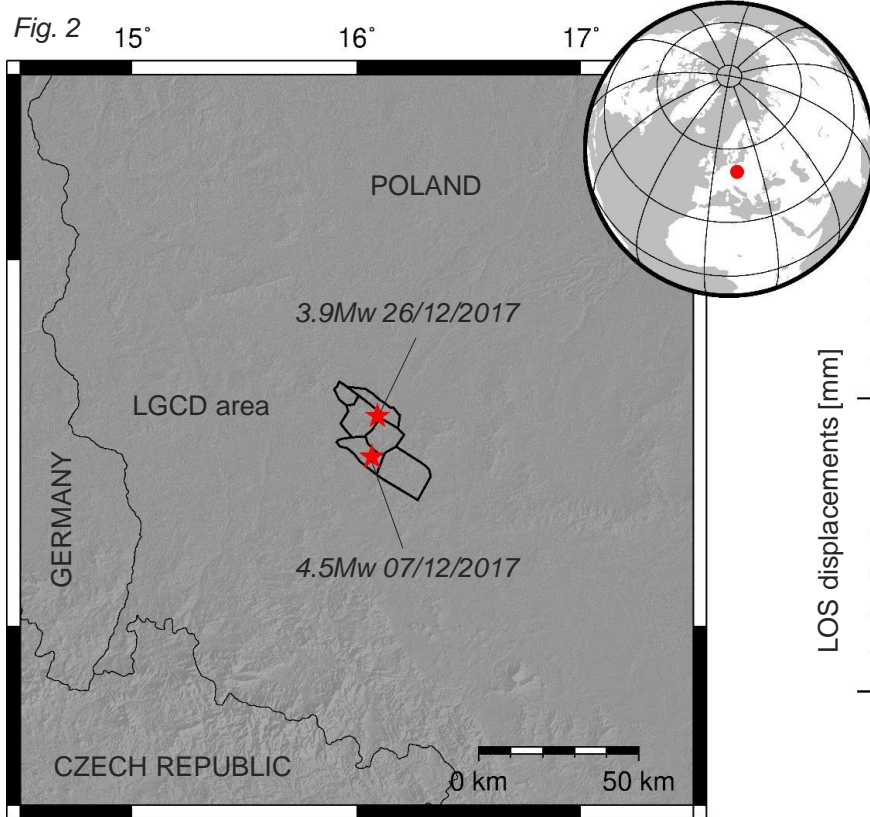 Fig. 2
15° 16° 17°
POLAND
3.9Mw 26/12/2017
LGCD area
GERMANY
4.5Mw 07/12/2017
CZECH REPUBLIC
0 km 50 km
LOS displacements [mm]